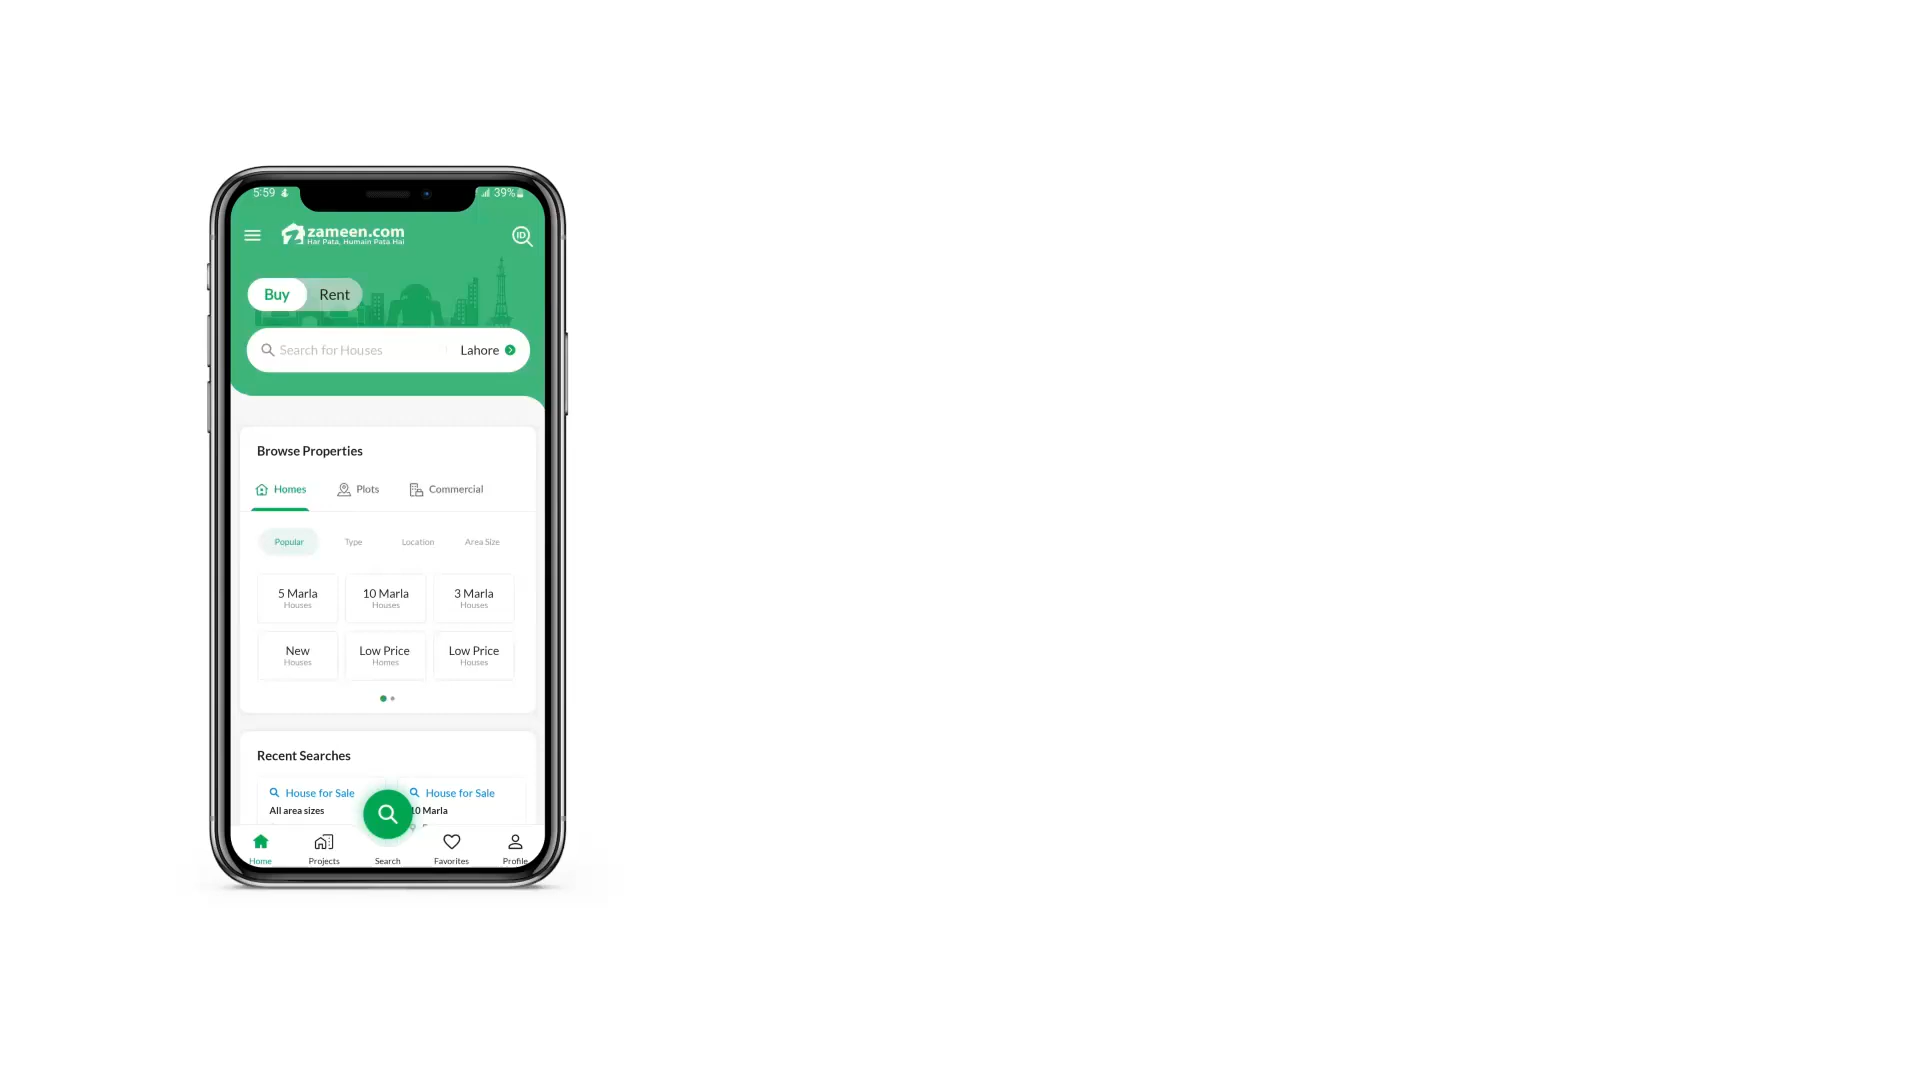 5:59 39%
zameen.com
Har Pata, Humain Pata Hai
ID
Buy Rent
Search for Houses Lahore
Browse Properties
Homes Plots Commercial
Popular Type Location Area Size
5 Marla 10 Marla 3 Marla
Houses Houses Houses
New Low Price Low Price
Houses Homes Houses
Recent Searches
House for Sale House for Sale
All area sizes 10 Marla
Home Projects Search Favorites Profile